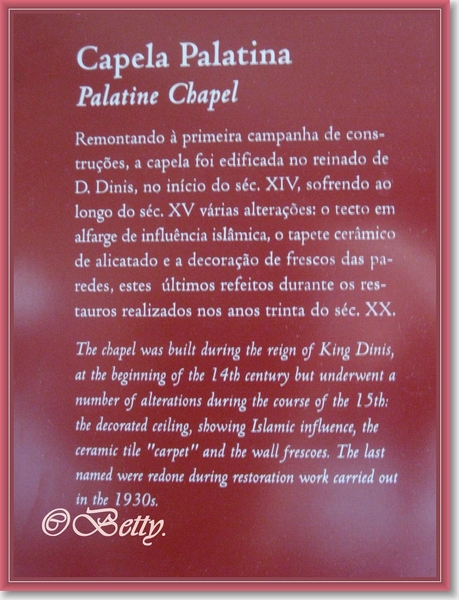 Capela Palatina
Palatine Chapel
Remontando à primeira campanha de cons-
truções, a capela foi edificada no reinado de
D. Dinis, no início do séc. XIV, sofrendo ao
longo do séc. XV várias alterações: o tecto em
alfarge de influência islâmica, o tapete cerâmico
de alicatado e a decoração de frescos das pa-
redes, estes últimos refeitos durante os res-
tauros realizados nos anos trinta do séc. XX.
The chapel was built during the reign of King Dinis,
at the beginning of the 14th century but underwent a
number of alterations during the course of the 15th:
the decorated ceiling, showing Islamic influence, the
ceramic tile "carpet" and the wall frescoes. The last
named were redone during restoration work carried out
in the 1930s.
©Betty.